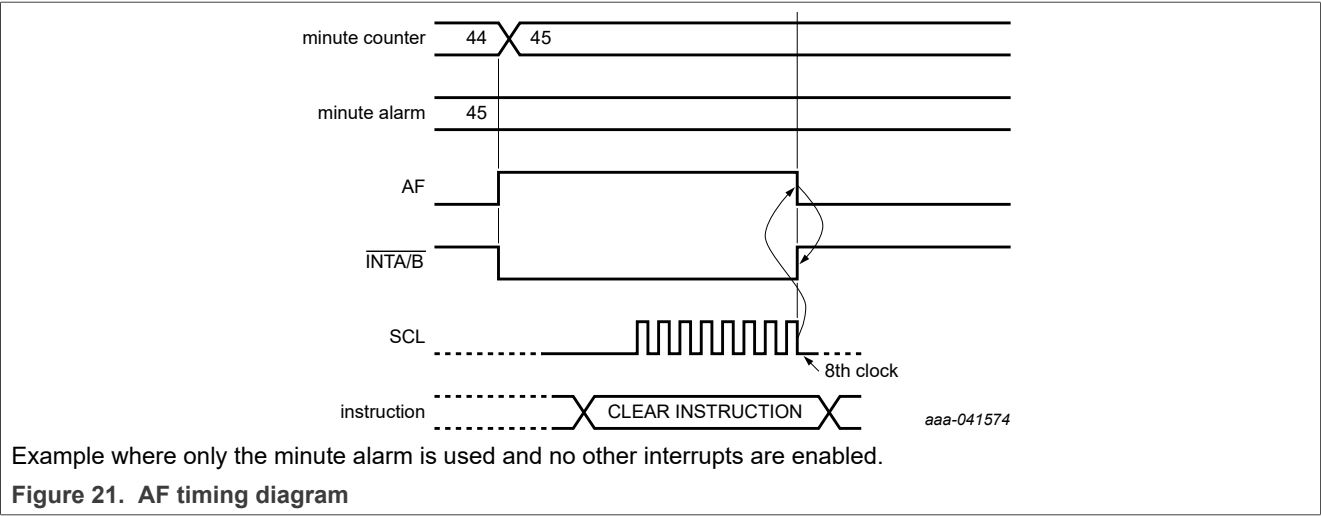 minute counter 44 45
minute alarm 45
AF
INTA/B
SCL
8th clock
instruction CLEAR INSTRUCTION
aaa-041574
Example where only the minute alarm is used and no other interrupts are enabled.
Figure 21. AF timing diagram